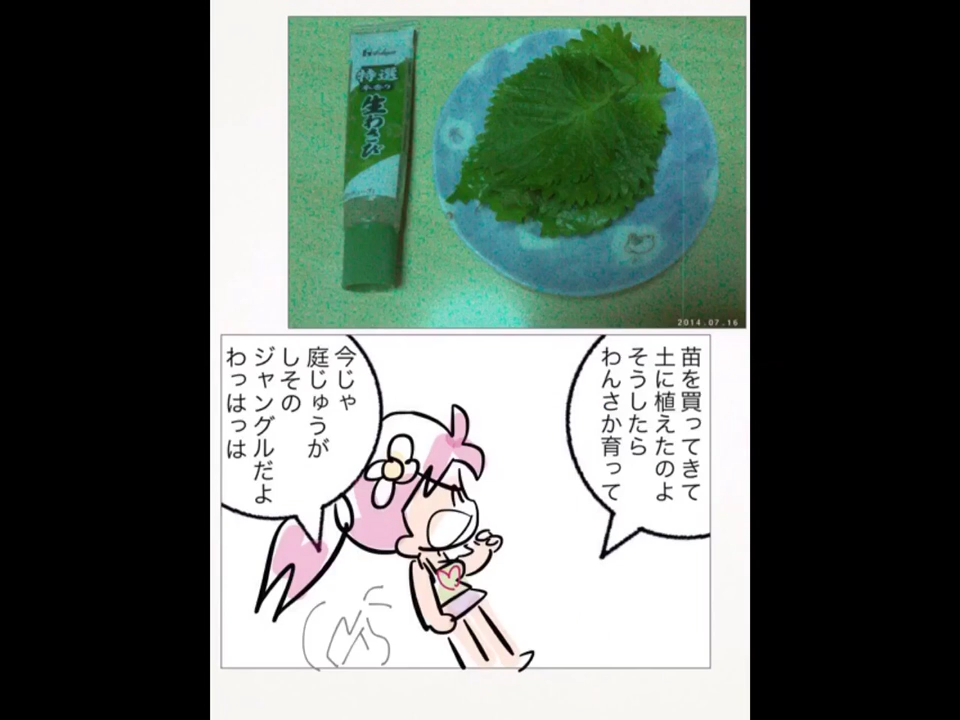 House
特選
生わさび
2014.07.16
苗を買ってきて
土に植えたのよ
そうしたら
わんさか育って
今じゃ
庭じゅうが
しその
ジャングルだよ
わっはっは